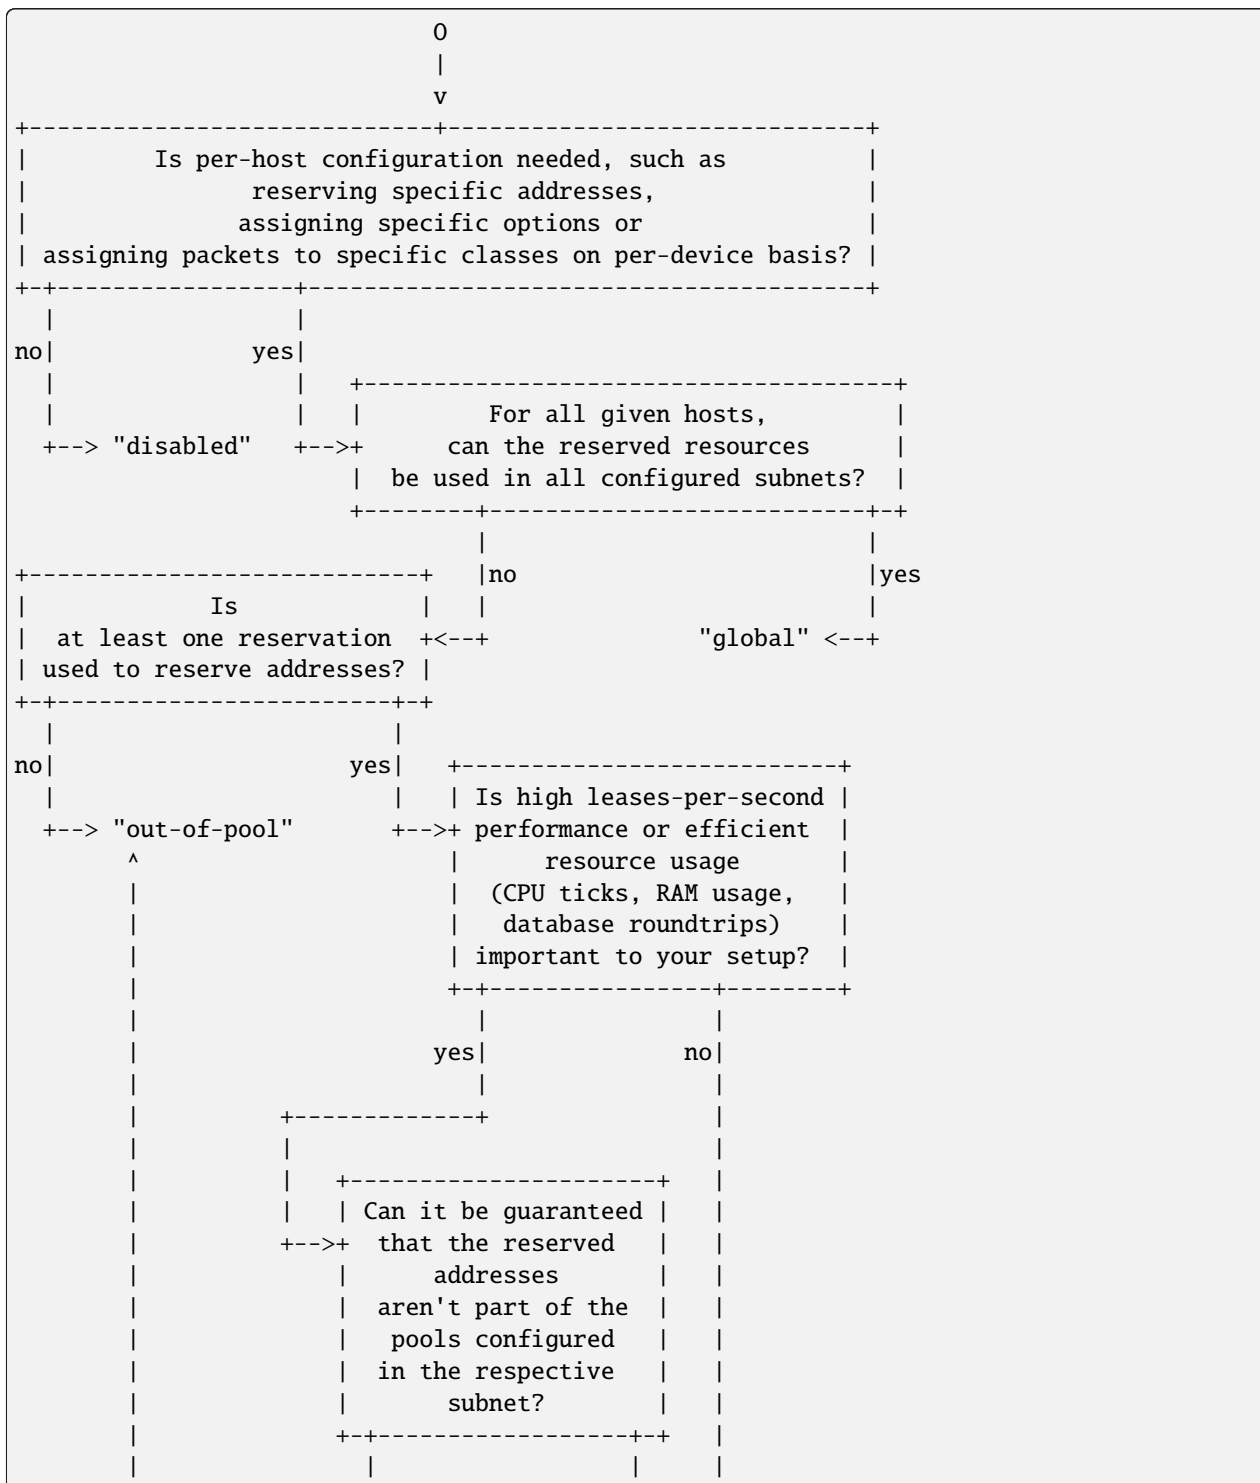 O
                              |
                              v
+-----------------------------+------------------------------+
|         Is per-host configuration needed, such as          |
|                reserving specific addresses,               |
|               assigning specific options or                |
| assigning packets to specific classes on per-device basis? |
+-+-----------------+----------------------------------------+
  |                 |
no|              yes|
  |                 |   +--------------------------------------+
  |                 |   |         For all given hosts,         |
  +--> "disabled"   +-->+      can the reserved resources      |
                        |  be used in all configured subnets?  |
                        +--------+---------------------------+-+
                                 |                           |
+----------------------------+   |no                         |yes
|             Is             |   |                           |
|  at least one reservation  +<--+               "global" <--+
| used to reserve addresses? |
+-+------------------------+-+
  |                        |
no|                     yes|   +---------------------------+
  |                        |   | Is high leases-per-second |
  +--> "out-of-pool"       +-->+ performance or efficient  |
        ^                      |      resource usage       |
        |                      |  (CPU ticks, RAM usage,   |
        |                      |   database roundtrips)    |
        |                      | important to your setup?  |
        |                      +-+----------------+--------+
        |                        |                |
        |                     yes|              no|
        |                        |                |
        |          +-------------+                |
        |          |                              |
        |          |   +----------------------+   |
        |          |   | Can it be guaranteed |   |
        |          +-->+  that the reserved   |   |
        |              |      addresses       |   |
        |              |  aren't part of the  |   |
        |              |   pools configured   |   |
        |              |  in the respective   |   |
        |              |       subnet?        |   |
        |              +-+------------------+-+   |
        |                |                  |     |